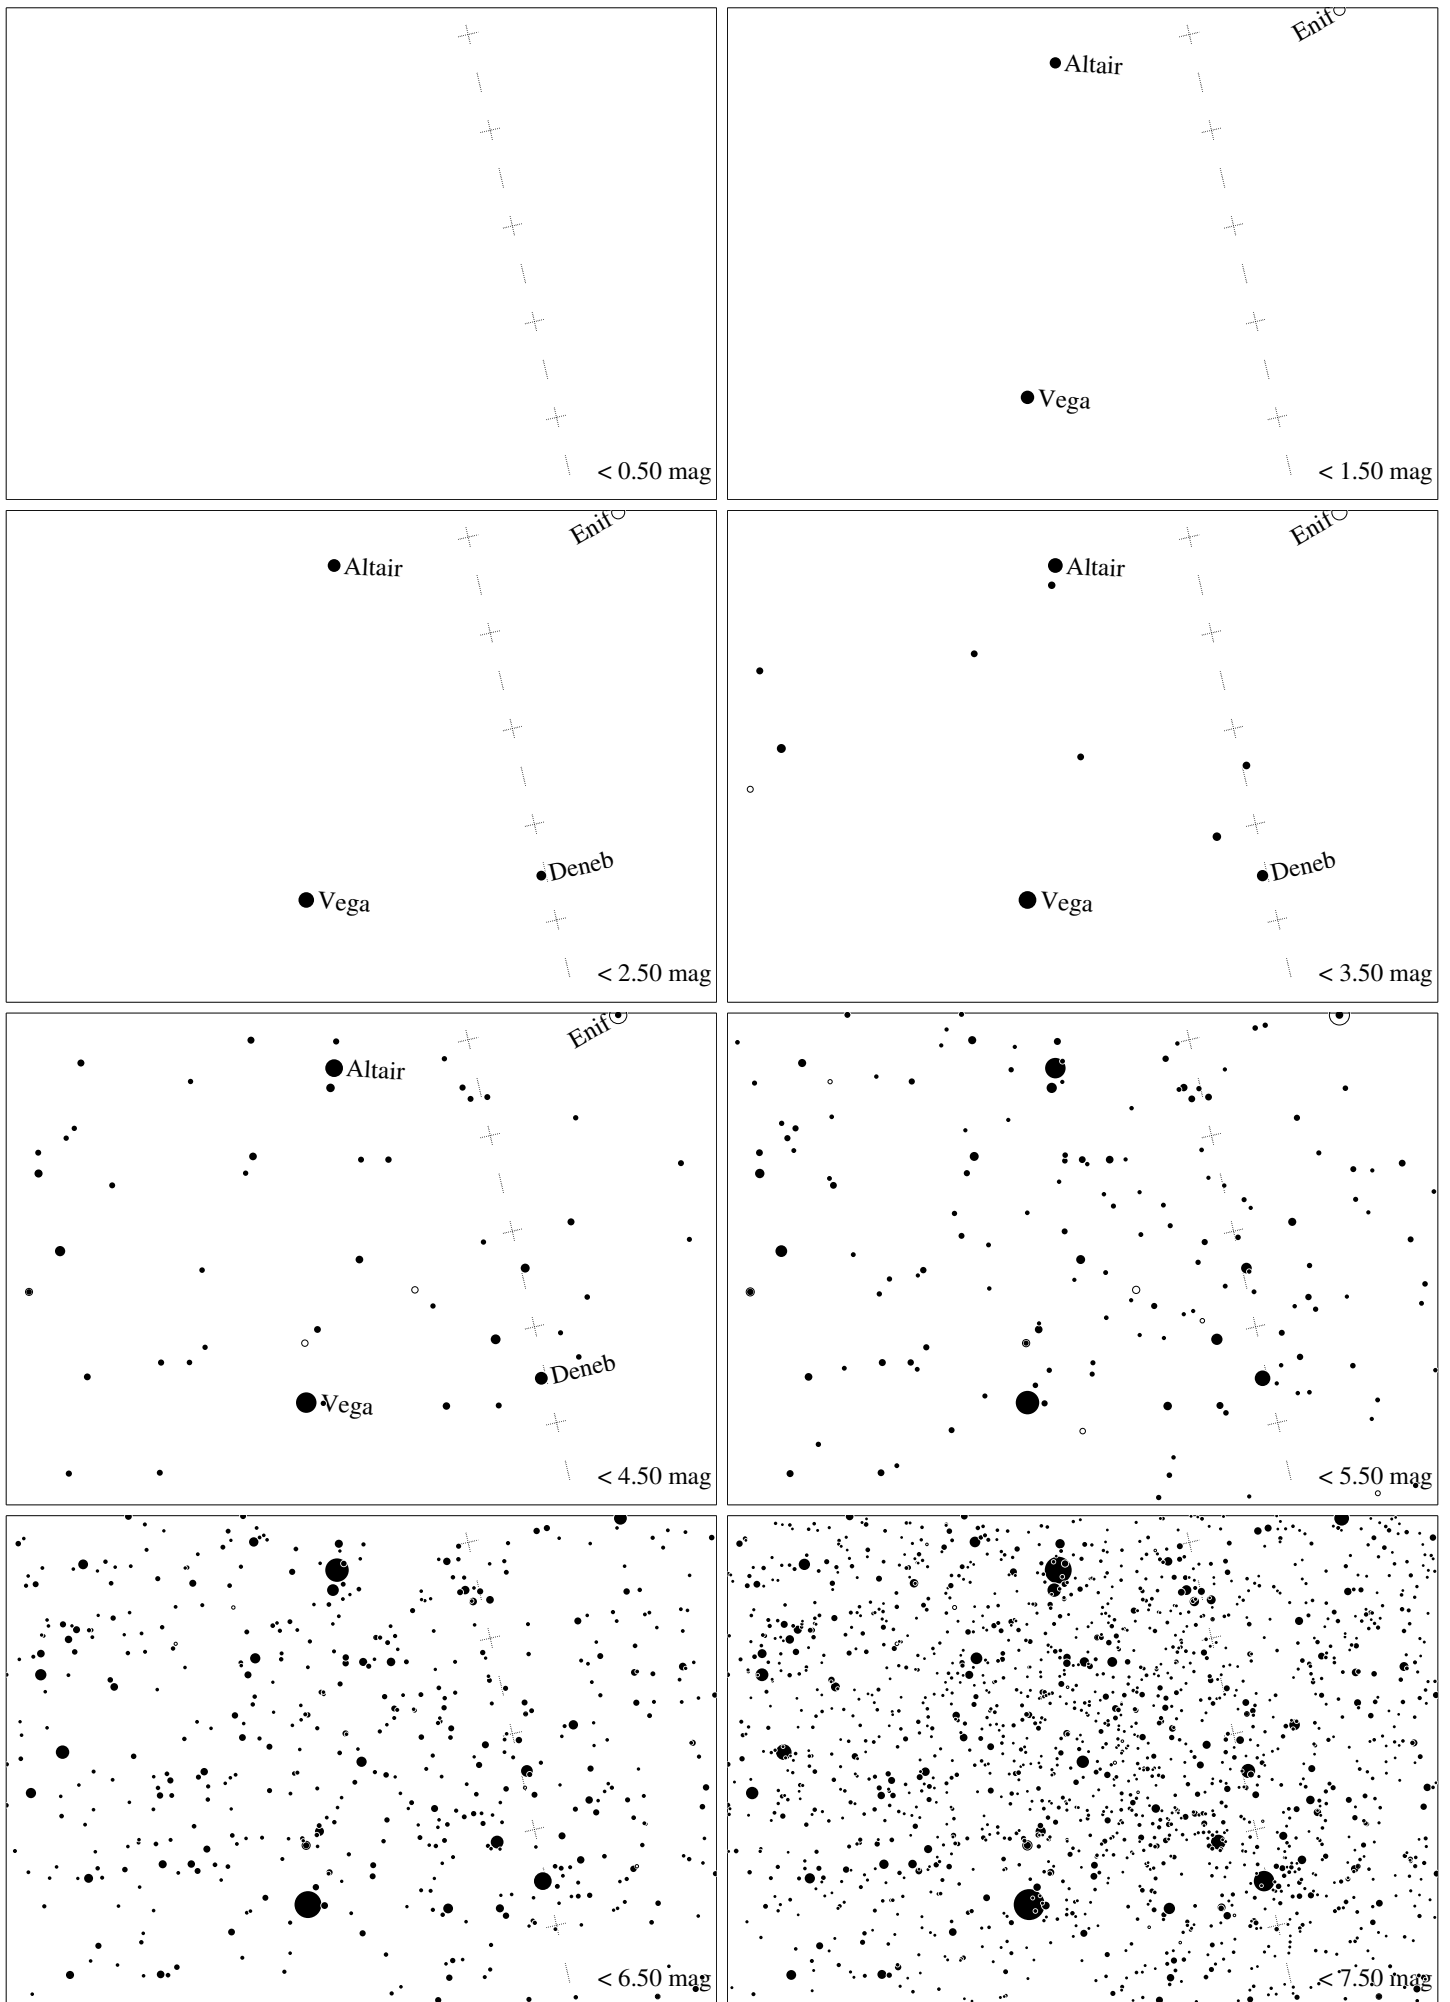 < 0.50 mag
Enif
Altair
Vega
< 1.50 mag
Enif
Altair
Deneb
Vega
< 2.50 mag
Enif
Altair
Deneb
Vega
< 3.50 mag
Enif
Altair
Deneb
Vega
< 4.50 mag
< 5.50 mag
< 6.50 mag
< 7.50 mag